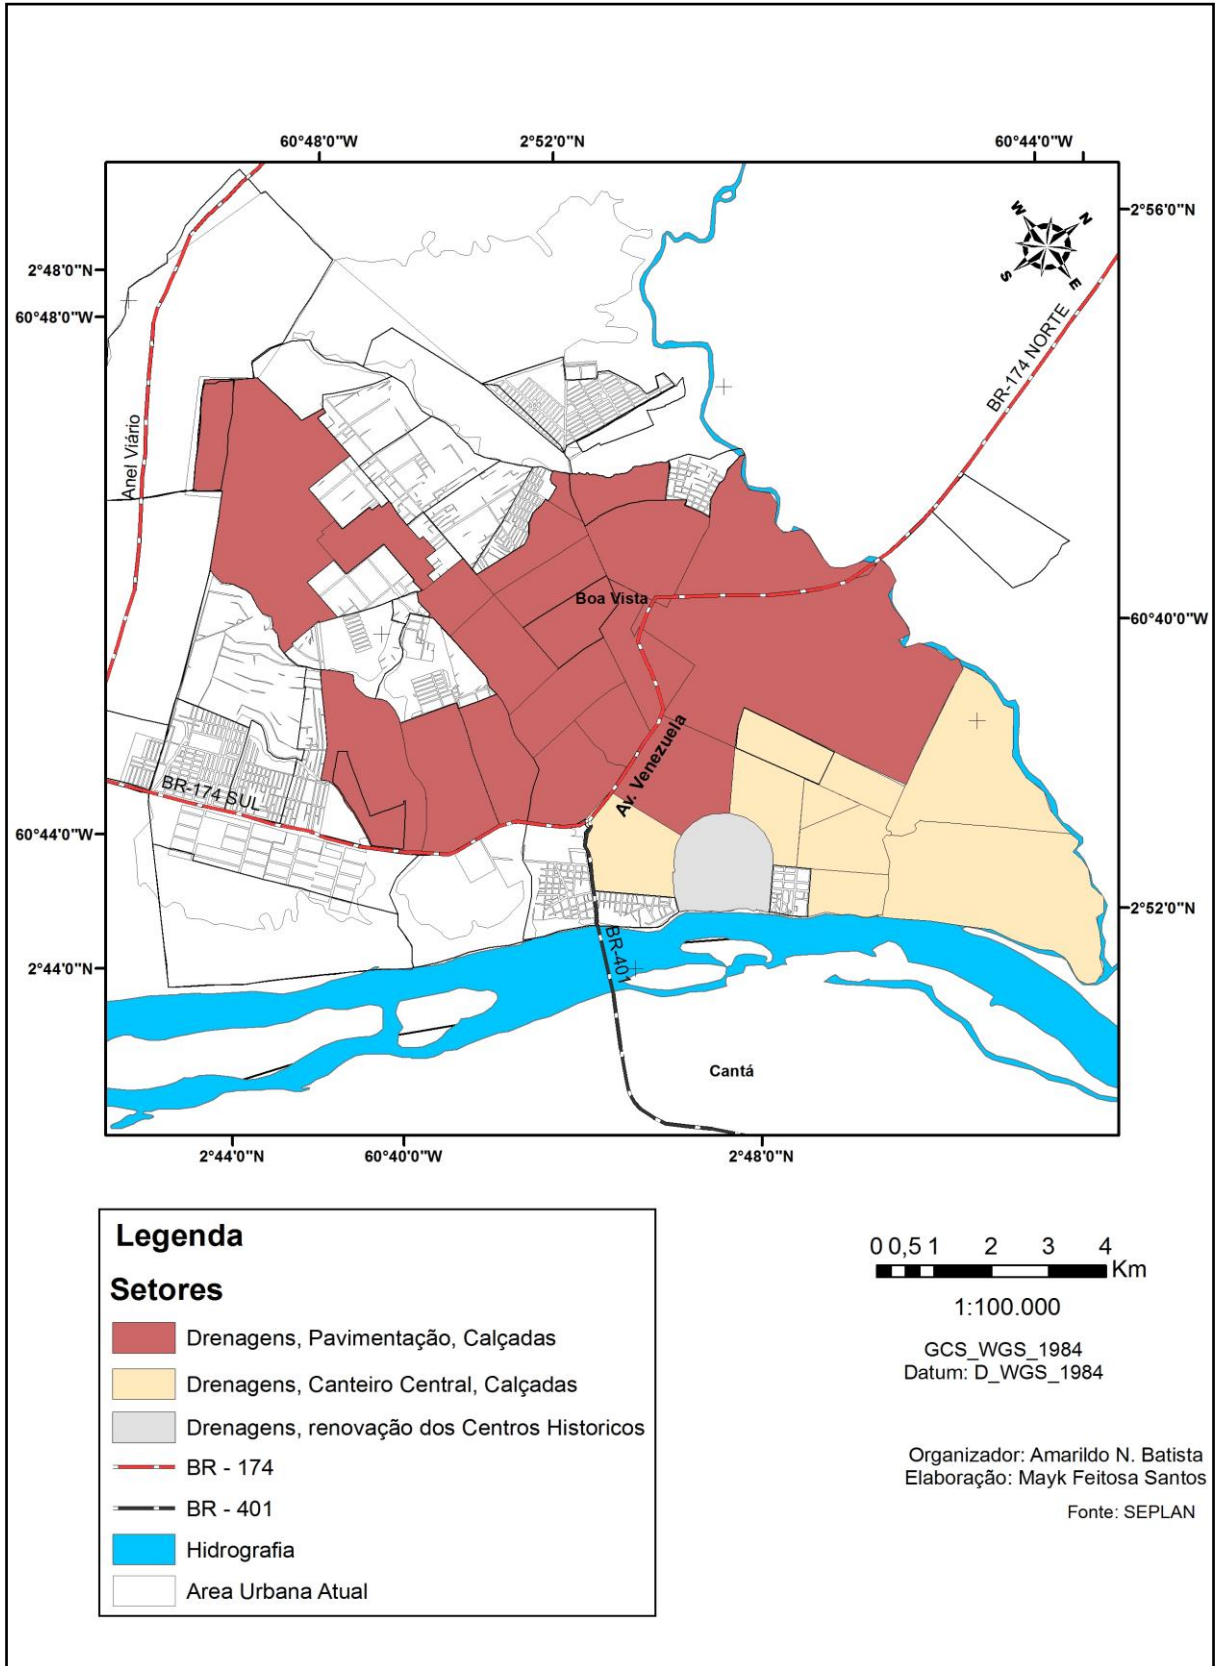 60°48'0"W
2°52'0"N
60°44'0"W
2°56'0"N
2°48'0"N
60°48'0"W
W
N
S
E
BR-174 NORTE
Anel Viário
Boa Vista
60°40'0"W
Av. Venezuela
BR-174 SUL
60°44'0"W
2°52'0"N
BR-401
2°44'0"N
Cantá
2°44'0"N
60°40'0"W
2°48'0"N
Legenda
Setores
Drenagens, Pavimentação, Calçadas
Drenagens, Canteiro Central, Calçadas
Drenagens, renovação dos Centros Historicos
BR - 174
BR - 401
Hidrografia
Area Urbana Atual
0 0,5 1 2 3 4
Km
1:100.000
GCS_WGS_1984
Datum: D_WGS_1984
Organizador: Amarildo N. Batista
Elaboração: Mayk Feitosa Santos
Fonte: SEPLAN